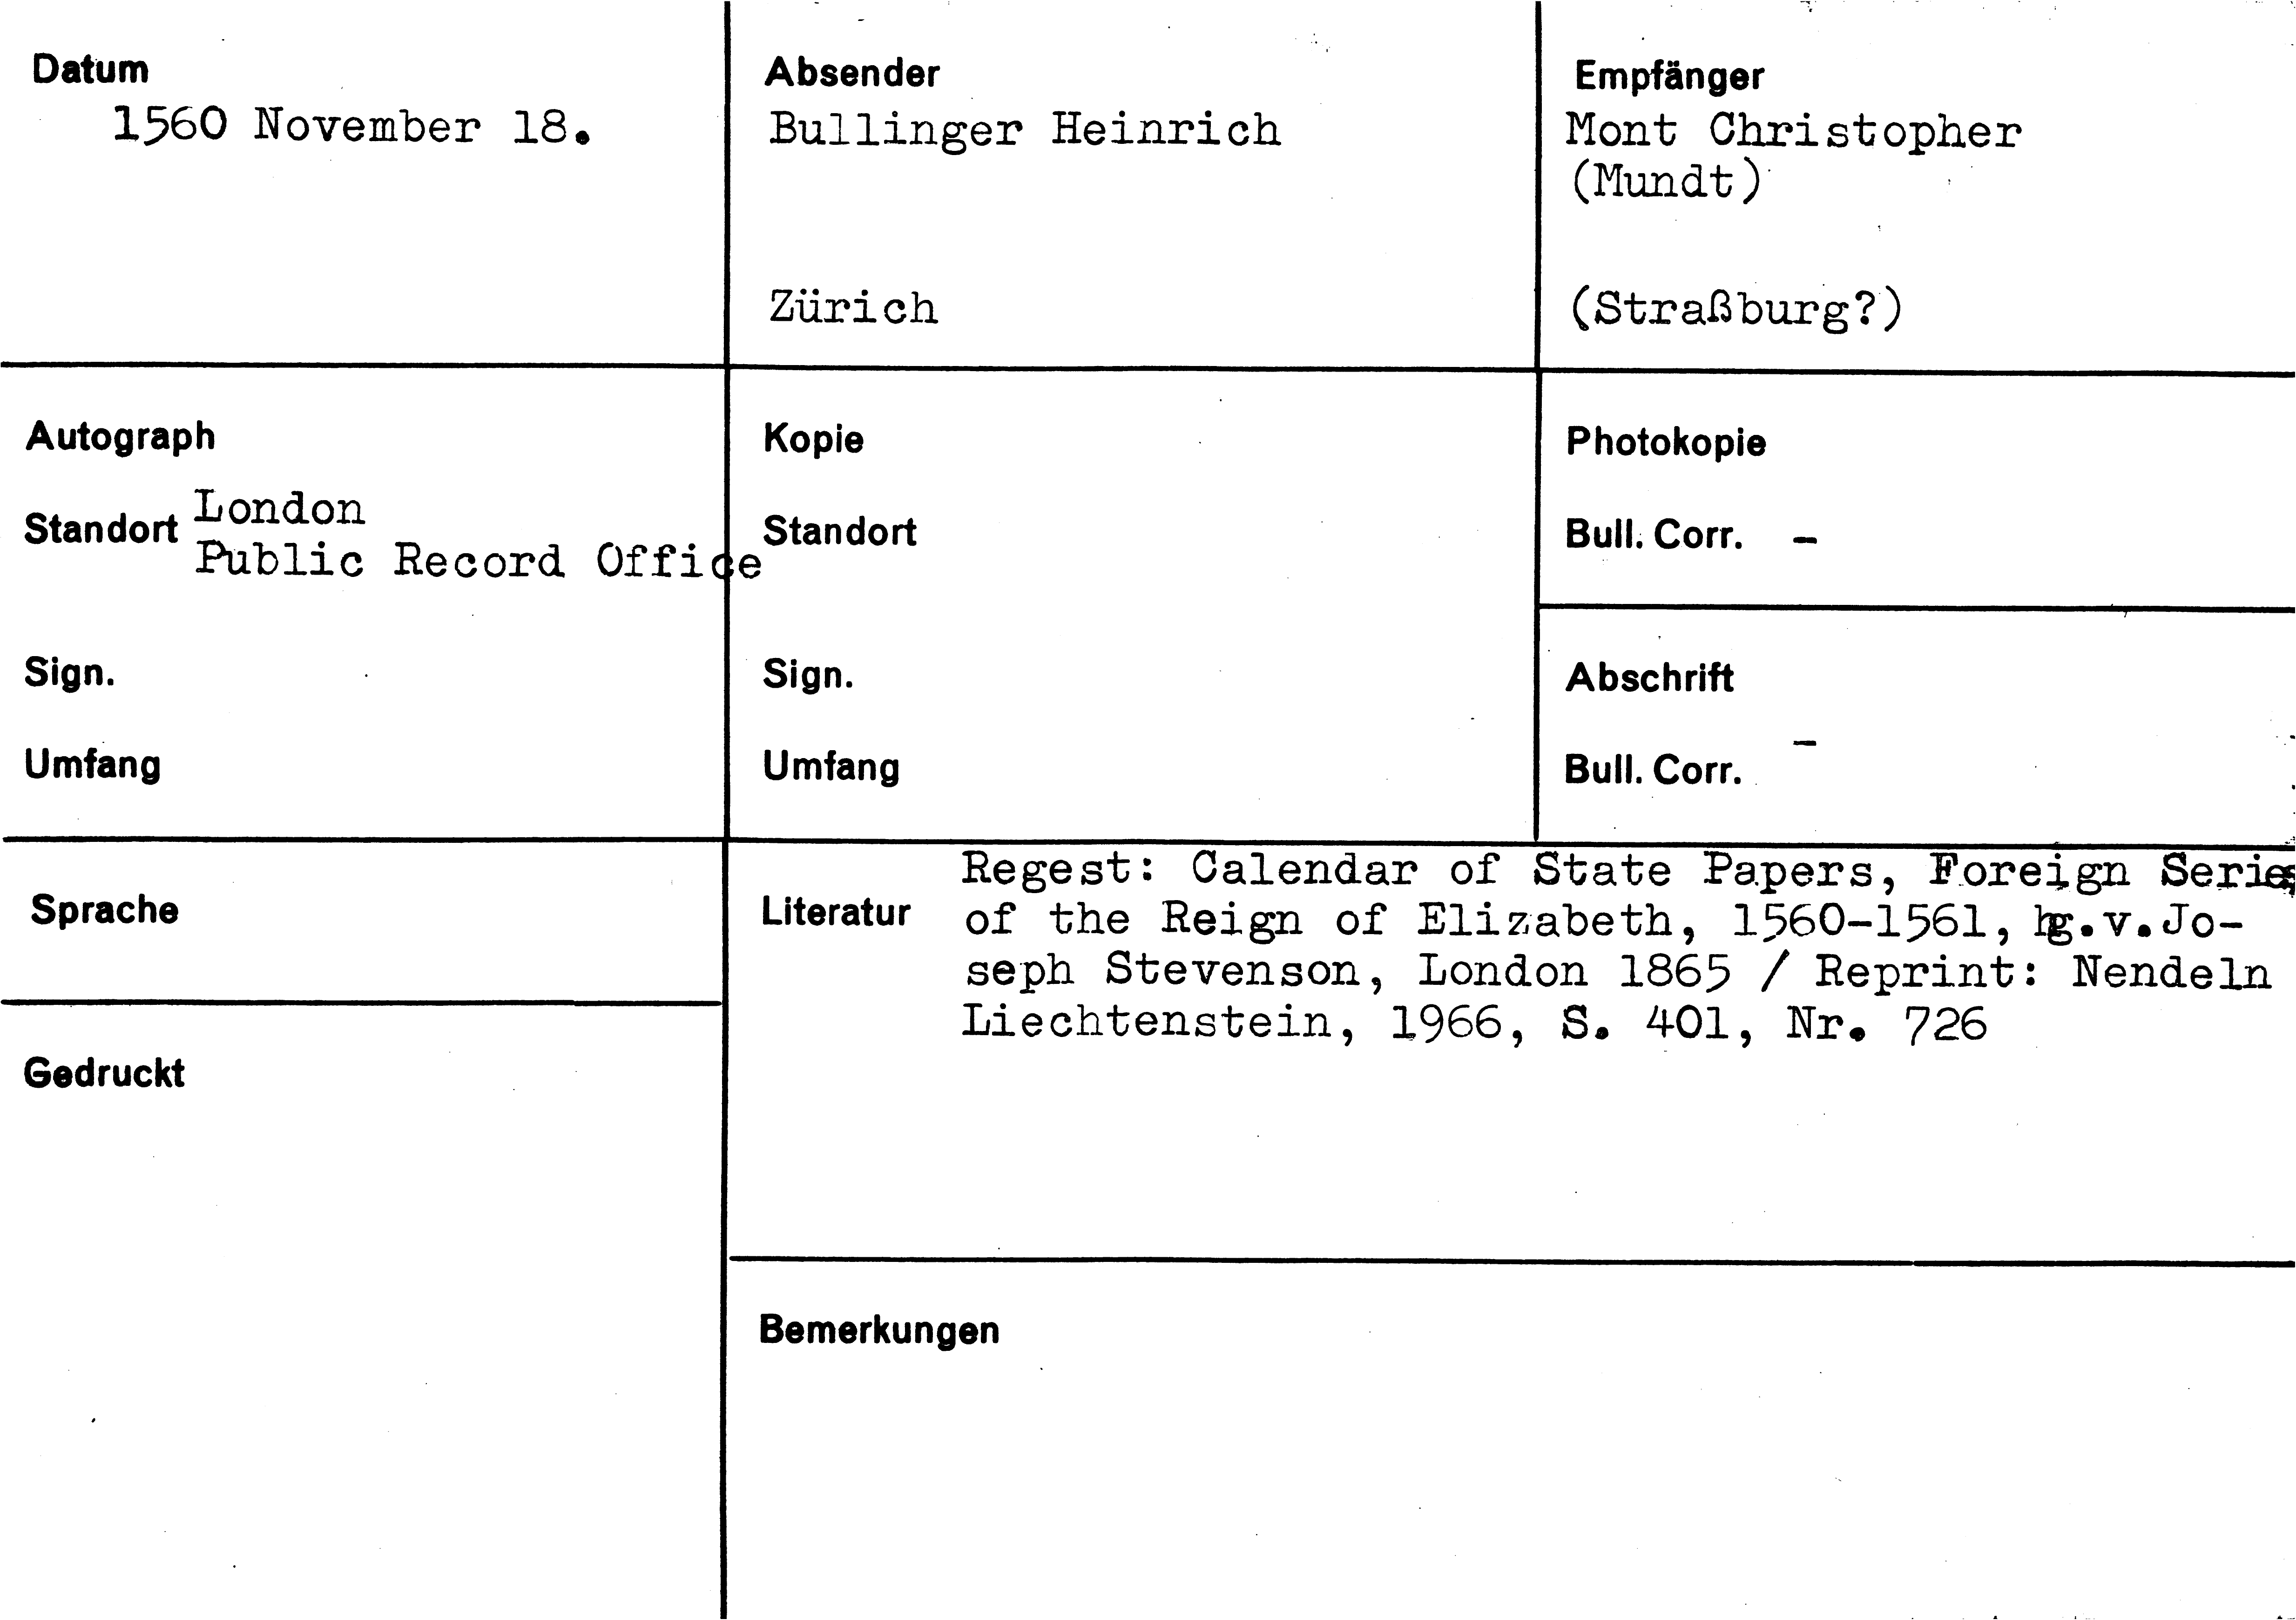 Datum
1560 November 18.
Absender
Bullinger Heinrich
Zürich
Empfänger
Mont Christopher
(Mundt)
(Straßburg?)
Autograph
Standort London
Public Record Office
Sign.
Umfang
Kopie
Standort
Sign.
Umfang
Photokopie
Bull. Corr. –
Abschrift
Bull. Corr. –
Sprache
Gedruckt
Literatur
Regest: Calendar of State Papers, Foreign Series
of the Reign of Elizabeth, 1560-1561, hg.v.Jo-
seph Stevenson, London 1865 / Reprint: Nendeln
Liechtenstein, 1966, S. 401, Nr. 726
Bemerkungen